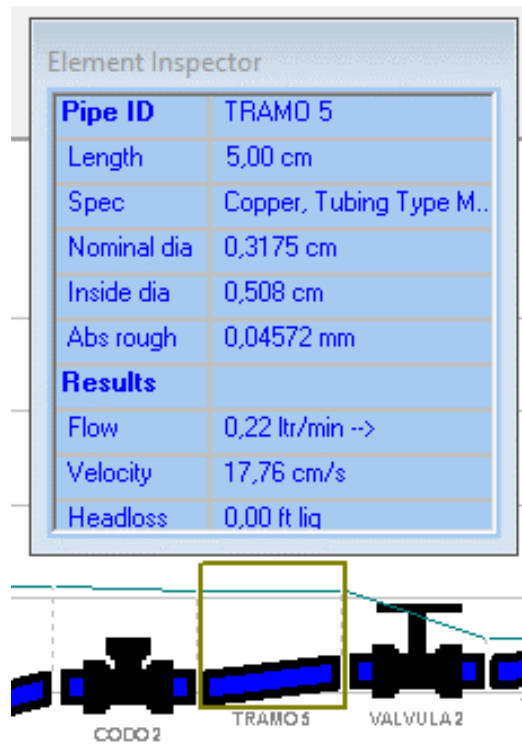 Element Inspector
Pipe ID TRAMO 5
Length 5,00 cm
Spec Copper, Tubing Type M..
Nominal dia 0,3175 cm
Inside dia 0,508 cm
Abs rough 0,04572 mm
Results
Flow 0,22 ltr/min -->
Velocity 17,76 cm/s
Headloss 0,00 ft liq
CODO 2
TRAMO 5
VALVULA 2